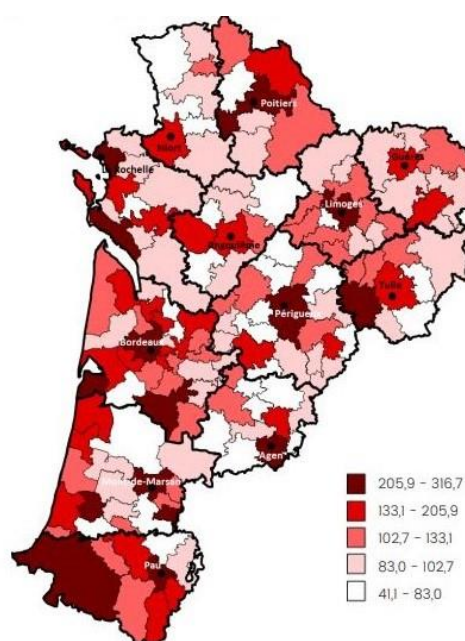 Poitiers
Niort
La Rochelle
Guéret
Limoges
Angoulême
Tulle
Périgueux
Bordeaux
Agen
Mont-de-Marsan
Pau
205,9 - 316,7
133,1 - 205,9
102,7 - 133,1
83,0 - 102,7
41,1 - 83,0